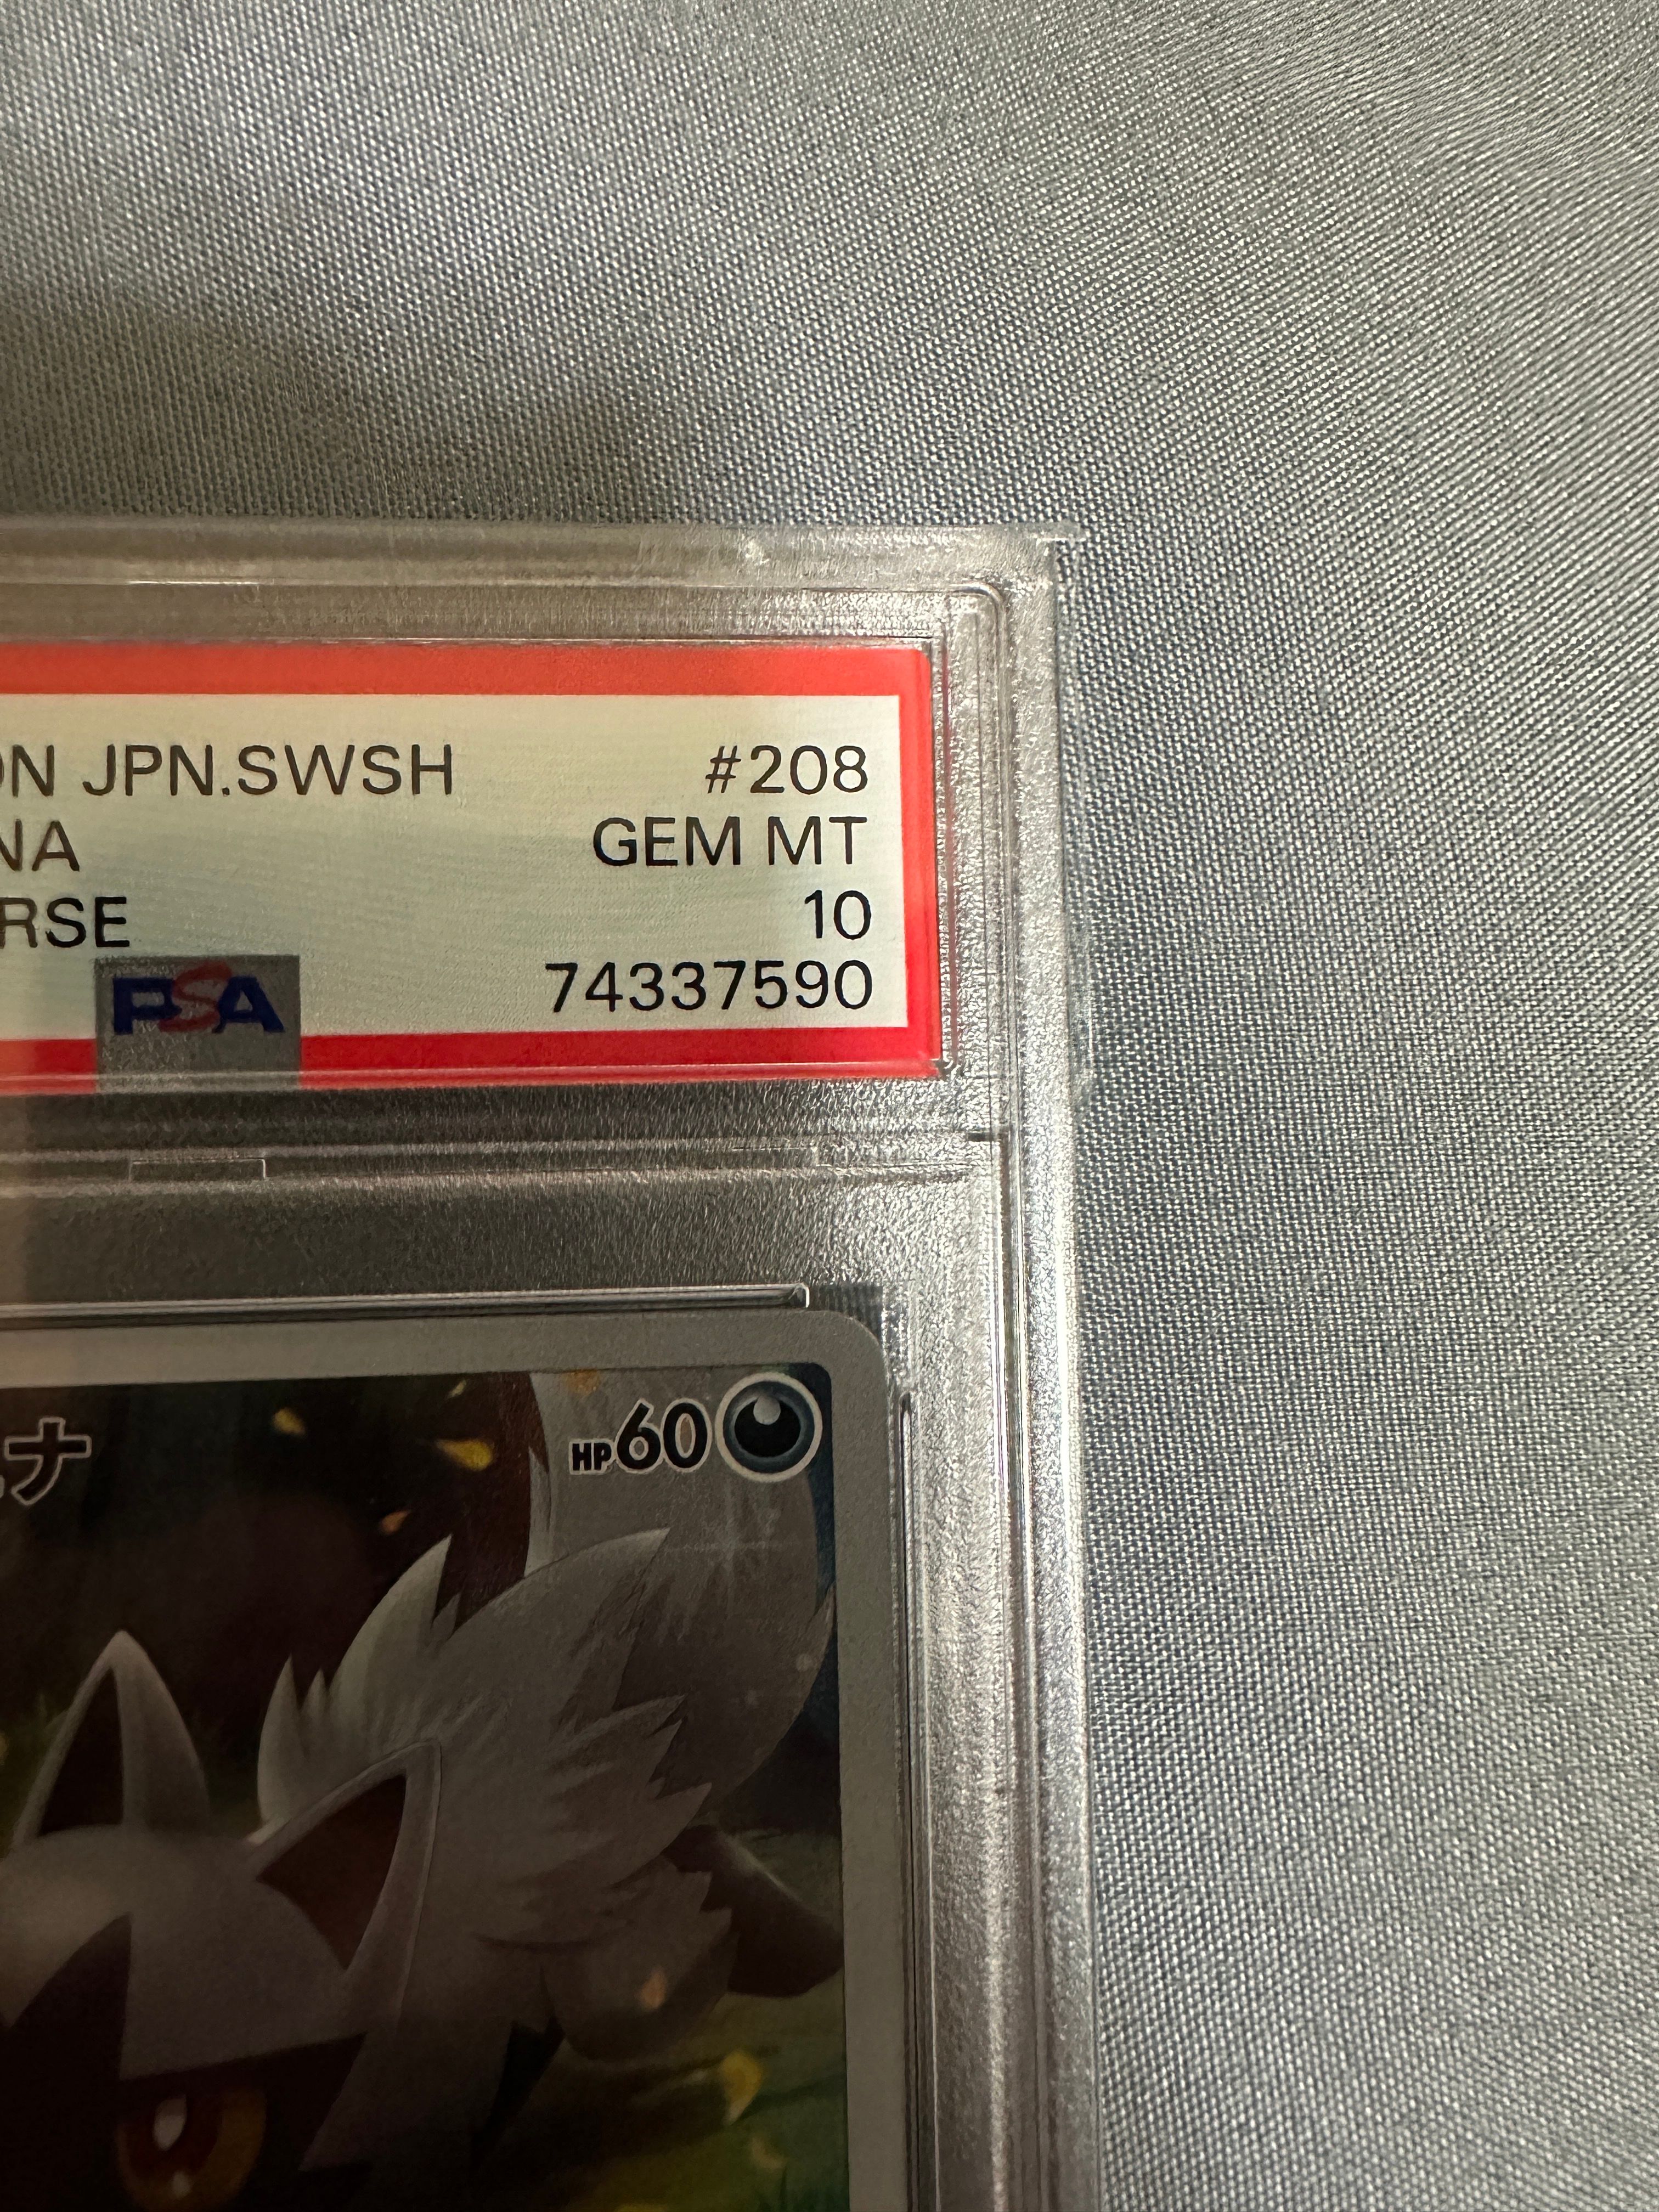 ON JPN.SWSH #208
NA GEM MT
RSE 10
PSA 74337590
ナ HP60